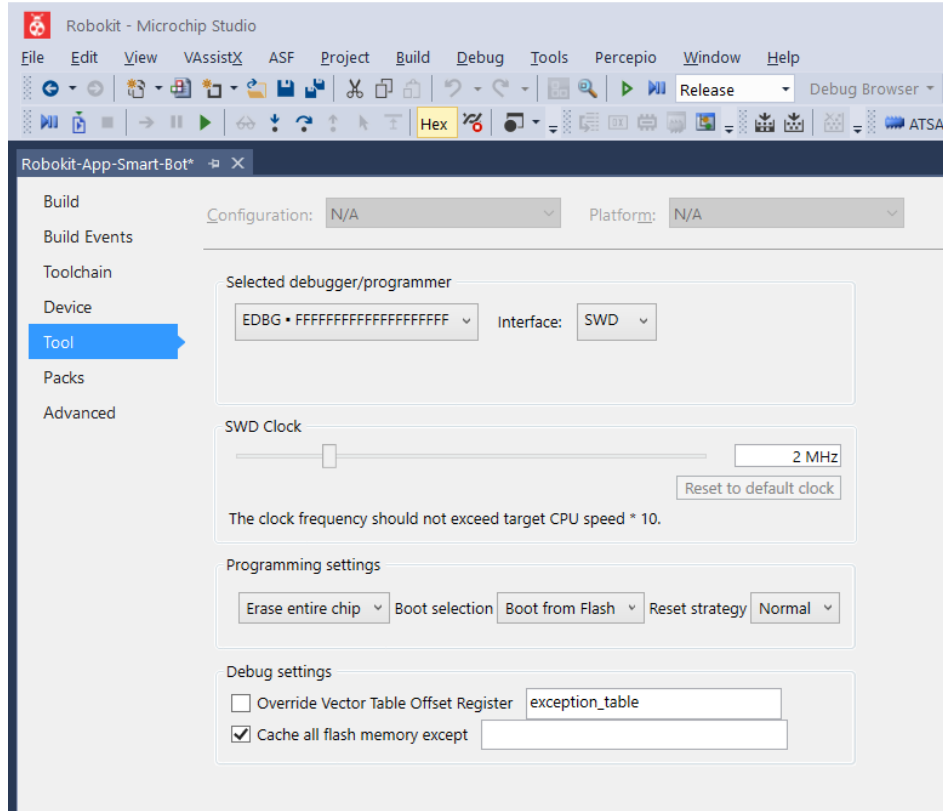 Robokit - Microchip Studio
File Edit View VAssistX ASF Project Build Debug Tools Percepio Window Help
Release Debug Browser
Hex ATSA
Robokit-App-Smart-Bot*
Build
Configuration: N/A Platform: N/A
Build Events
Toolchain
Selected debugger/programmer
Device
EDBG • FFFFFFFFFFFFFFFFFFFF Interface: SWD
Tool
Packs
Advanced
SWD Clock
2 MHz
Reset to default clock
The clock frequency should not exceed target CPU speed * 10.
Programming settings
Erase entire chip Boot selection Boot from Flash Reset strategy Normal
Debug settings
Override Vector Table Offset Register exception_table
Cache all flash memory except